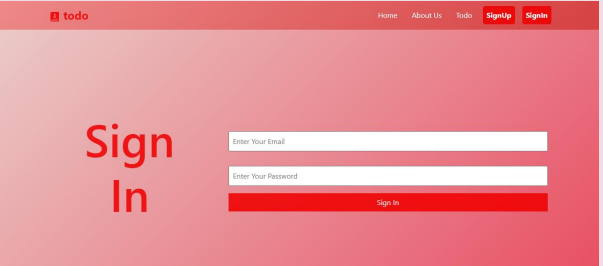 todo
Home About Us Todo SignUp SignIn
Sign
In
Enter Your Email
Enter Your Password
Sign In